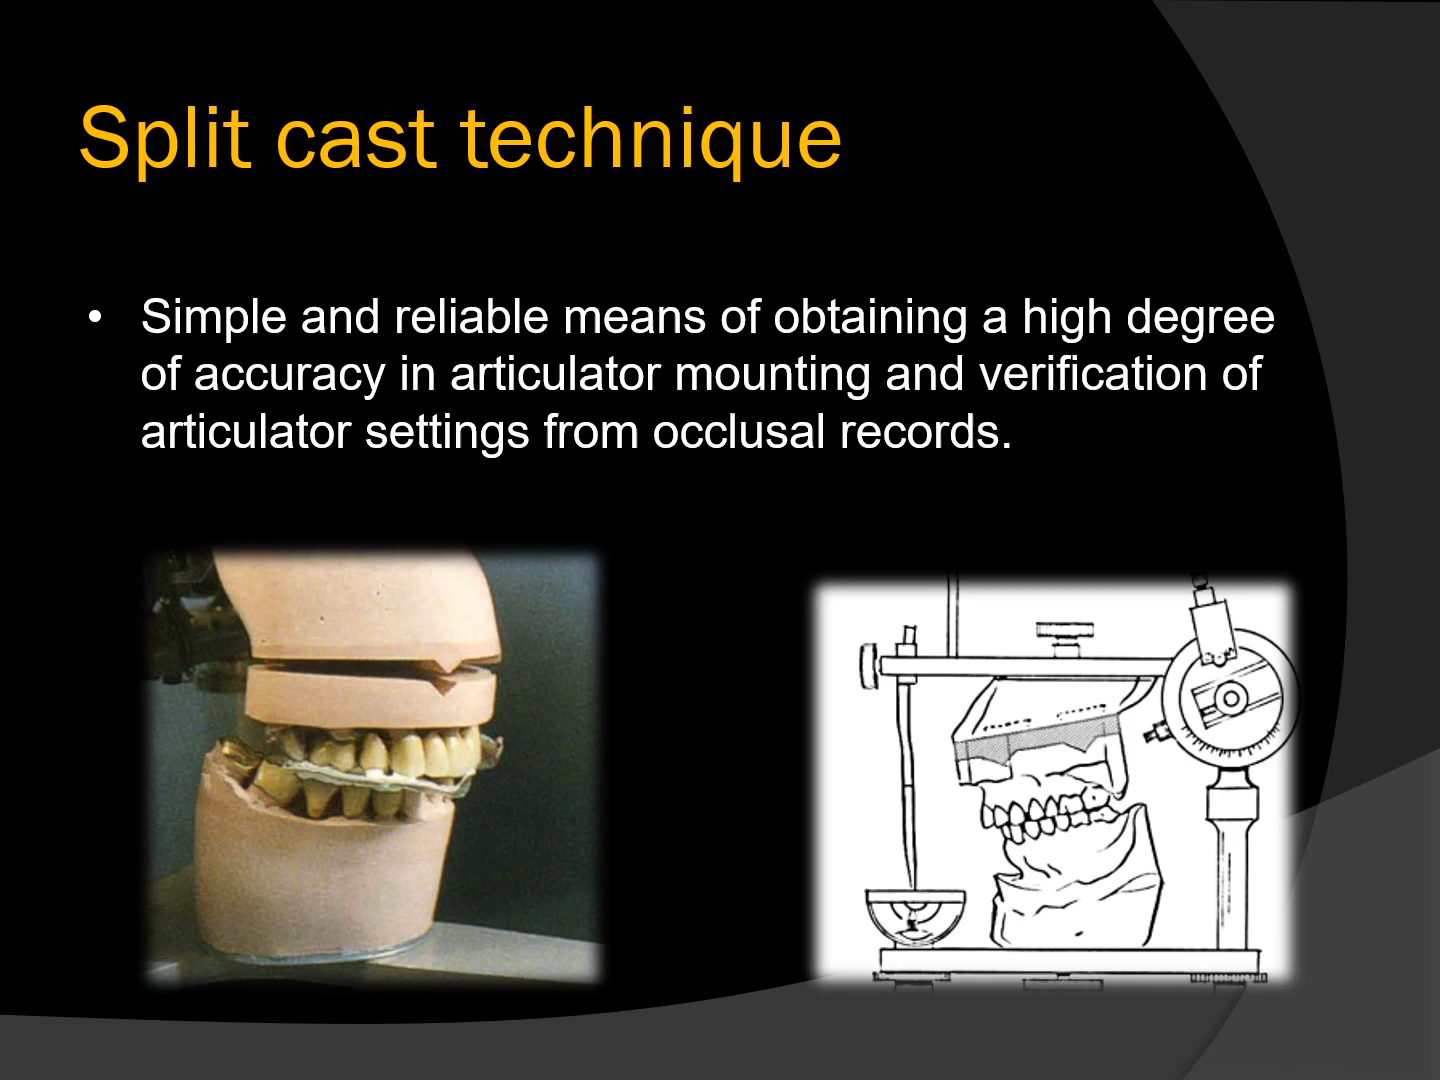 Split cast technique
• Simple and reliable means of obtaining a high degree
of accuracy in articulator mounting and verification of
articulator settings from occlusal records.